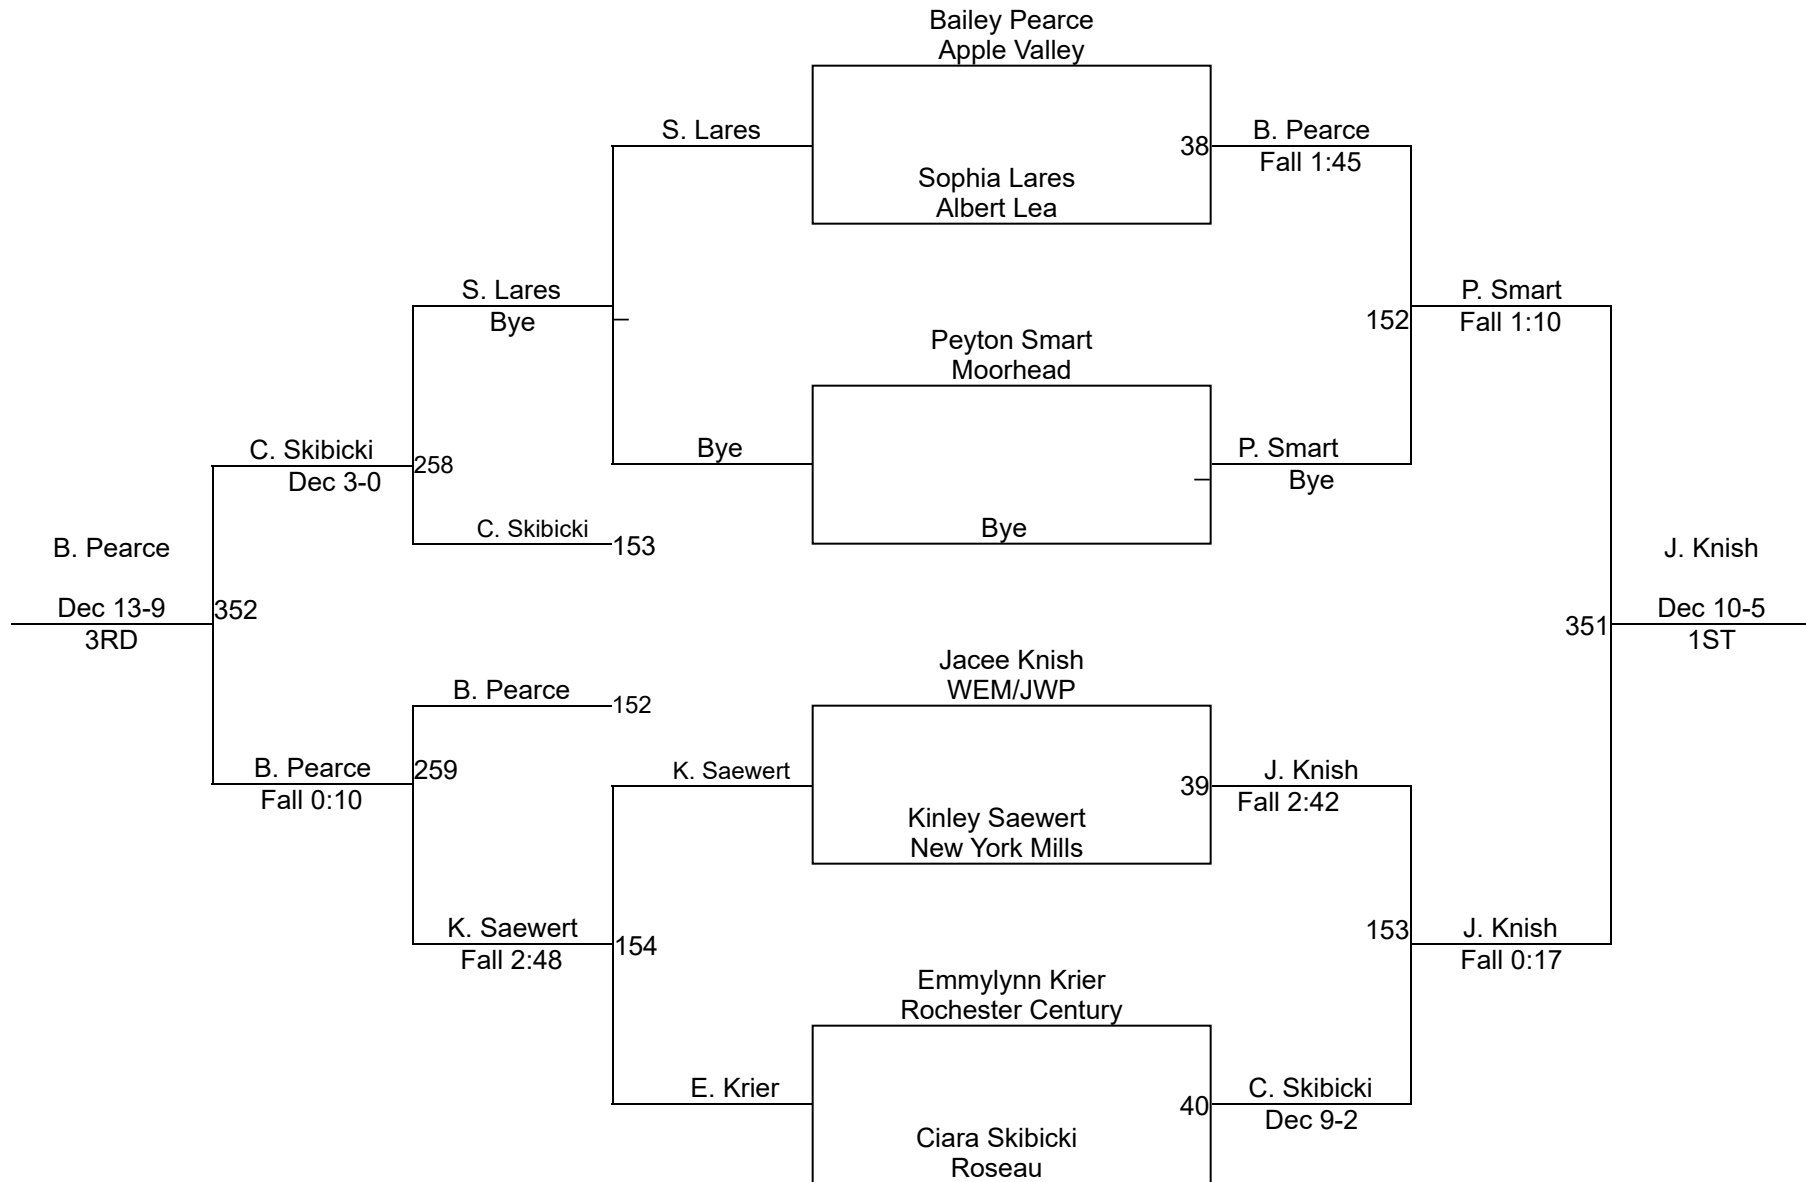 Bailey Pearce
Apple Valley
S. Lares
38
B. Pearce
Fall 1:45
Sophia Lares
Albert Lea
S. Lares
Bye
P. Smart
Fall 1:10
152
Peyton Smart
Moorhead
C. Skibicki
Dec 3-0
258
Bye
P. Smart
Bye
C. Skibicki
153
Bye
B. Pearce
Dec 13-9
3RD
352
J. Knish
Dec 10-5
1ST
351
Jacee Knish
WEM/JWP
B. Pearce
152
B. Pearce
Fall 0:10
259
K. Saewert
39
J. Knish
Fall 2:42
Kinley Saewert
New York Mills
K. Saewert
Fall 2:48
154
153
J. Knish
Fall 0:17
Emmylynn Krier
Rochester Century
E. Krier
40
C. Skibicki
Dec 9-2
Ciara Skibicki
Roseau